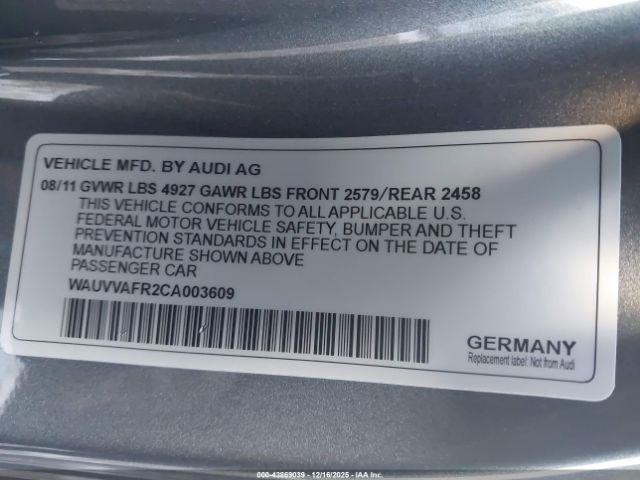 VEHICLE MFD. BY AUDI AG
08/11 GVWR LBS 4927 GAWR LBS FRONT 2579/REAR 2458
THIS VEHICLE CONFORMS TO ALL APPLICABLE U.S.
FEDERAL MOTOR VEHICLE SAFETY, BUMPER AND THEFT
PREVENTION STANDARDS IN EFFECT ON THE DATE OF
MANUFACTURE SHOWN ABOVE
PASSENGER CAR
WAUVVAFR2CA003609
GERMANY
Replacement label: Not from Audi
000-43869039 - 12/16/2025 - IAA Inc.